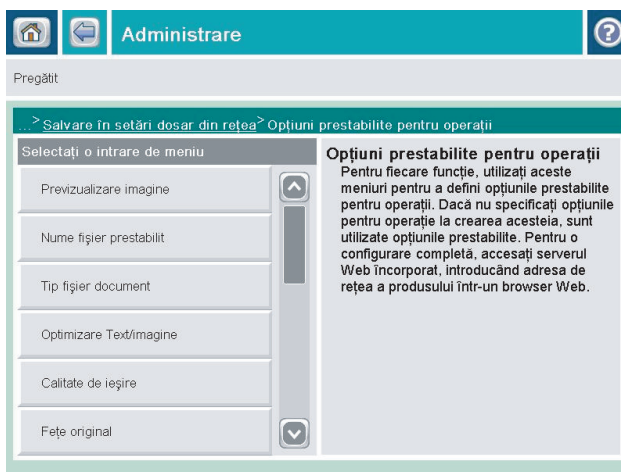 Administrare
?
Pregătit
...> Salvare în setări dosar din rețea> Opțiuni prestabilite pentru operații
Selectați o intrare de meniu
Previzualizare imagine
Nume fișier prestabilit
Tip fișier document
Optimizare Text/imagine
Calitate de ieșire
Fețe original
Opțiuni prestabilite pentru operații
Pentru fiecare funcție, utilizați aceste
meniuri pentru a defini opțiunile prestabilite
pentru operații. Dacă nu specificați opțiunile
pentru operație la crearea acesteia, sunt
utilizate opțiunile prestabilite. Pentru o
configurare completă, accesați serverul
Web încorporat, introducând adresa de
rețea a produsului într-un browser Web.